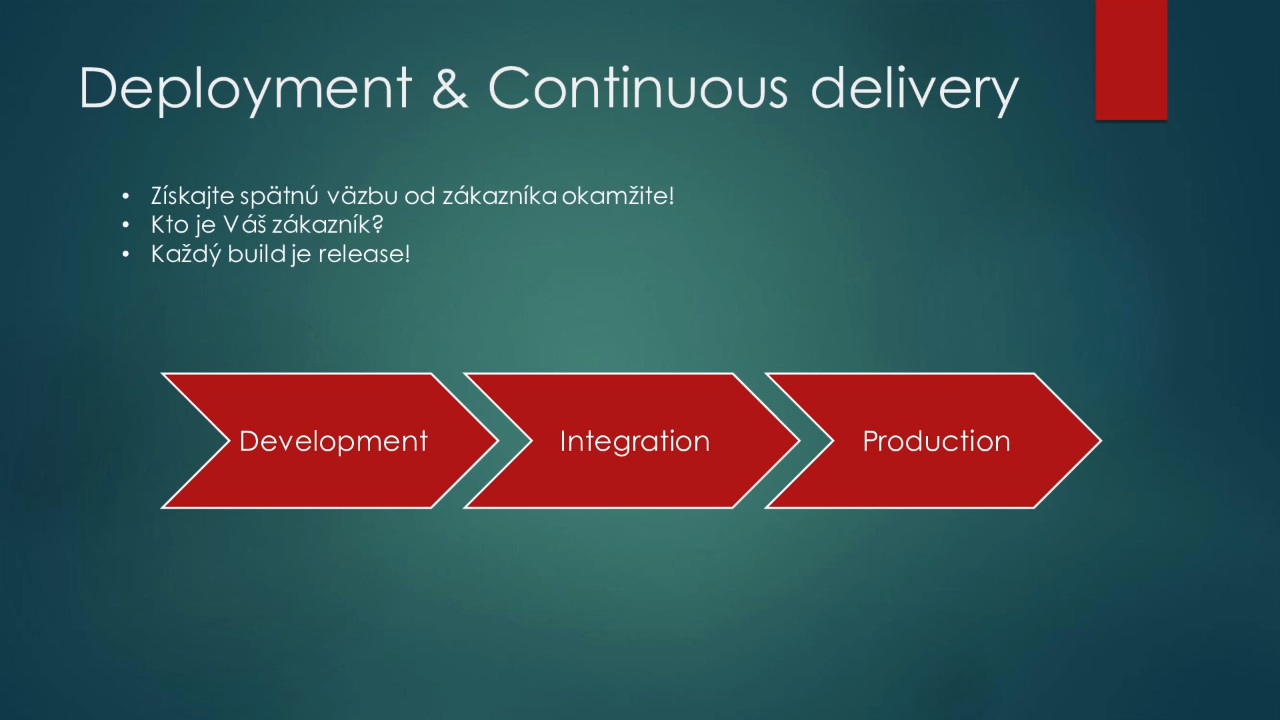 Deployment & Continuous delivery
• Získajte spätnú väzbu od zákazníka okamžite!
• Kto je Váš zákazník?
• Každý build je release!
Development
Integration
Production